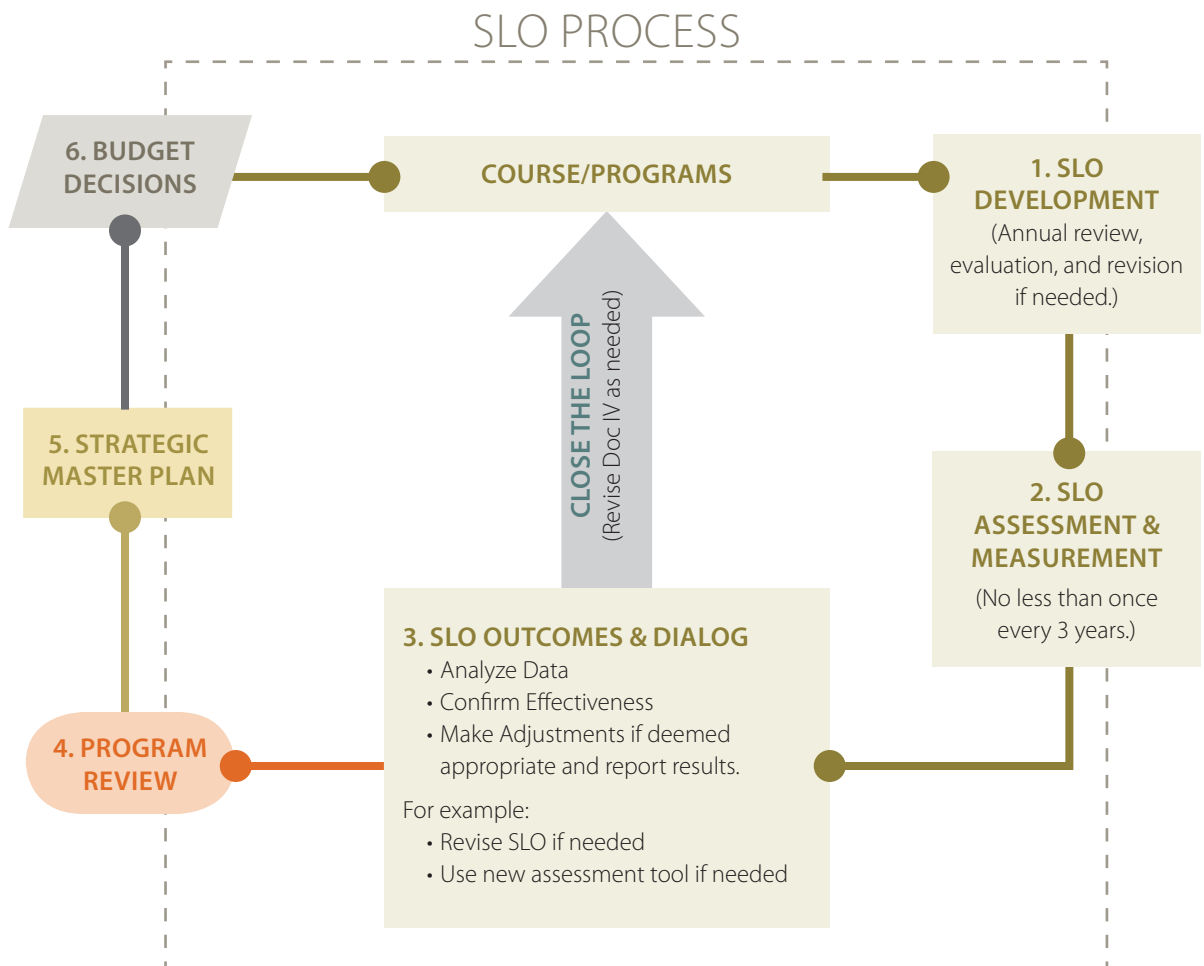 SLO PROCESS
6. BUDGET
DECISIONS
COURSE/PROGRAMS
1. SLO
DEVELOPMENT
(Annual review,
evaluation, and revision
if needed.)
CLOSE THE LOOP
(Revise Doc IV as needed)
5. STRATEGIC
MASTER PLAN
2. SLO
ASSESSMENT &
MEASUREMENT
(No less than once
every 3 years.)
3. SLO OUTCOMES & DIALOG
• Analyze Data
• Confirm Effectiveness
• Make Adjustments if deemed
appropriate and report results.
For example:
• Revise SLO if needed
• Use new assessment tool if needed
4. PROGRAM
REVIEW